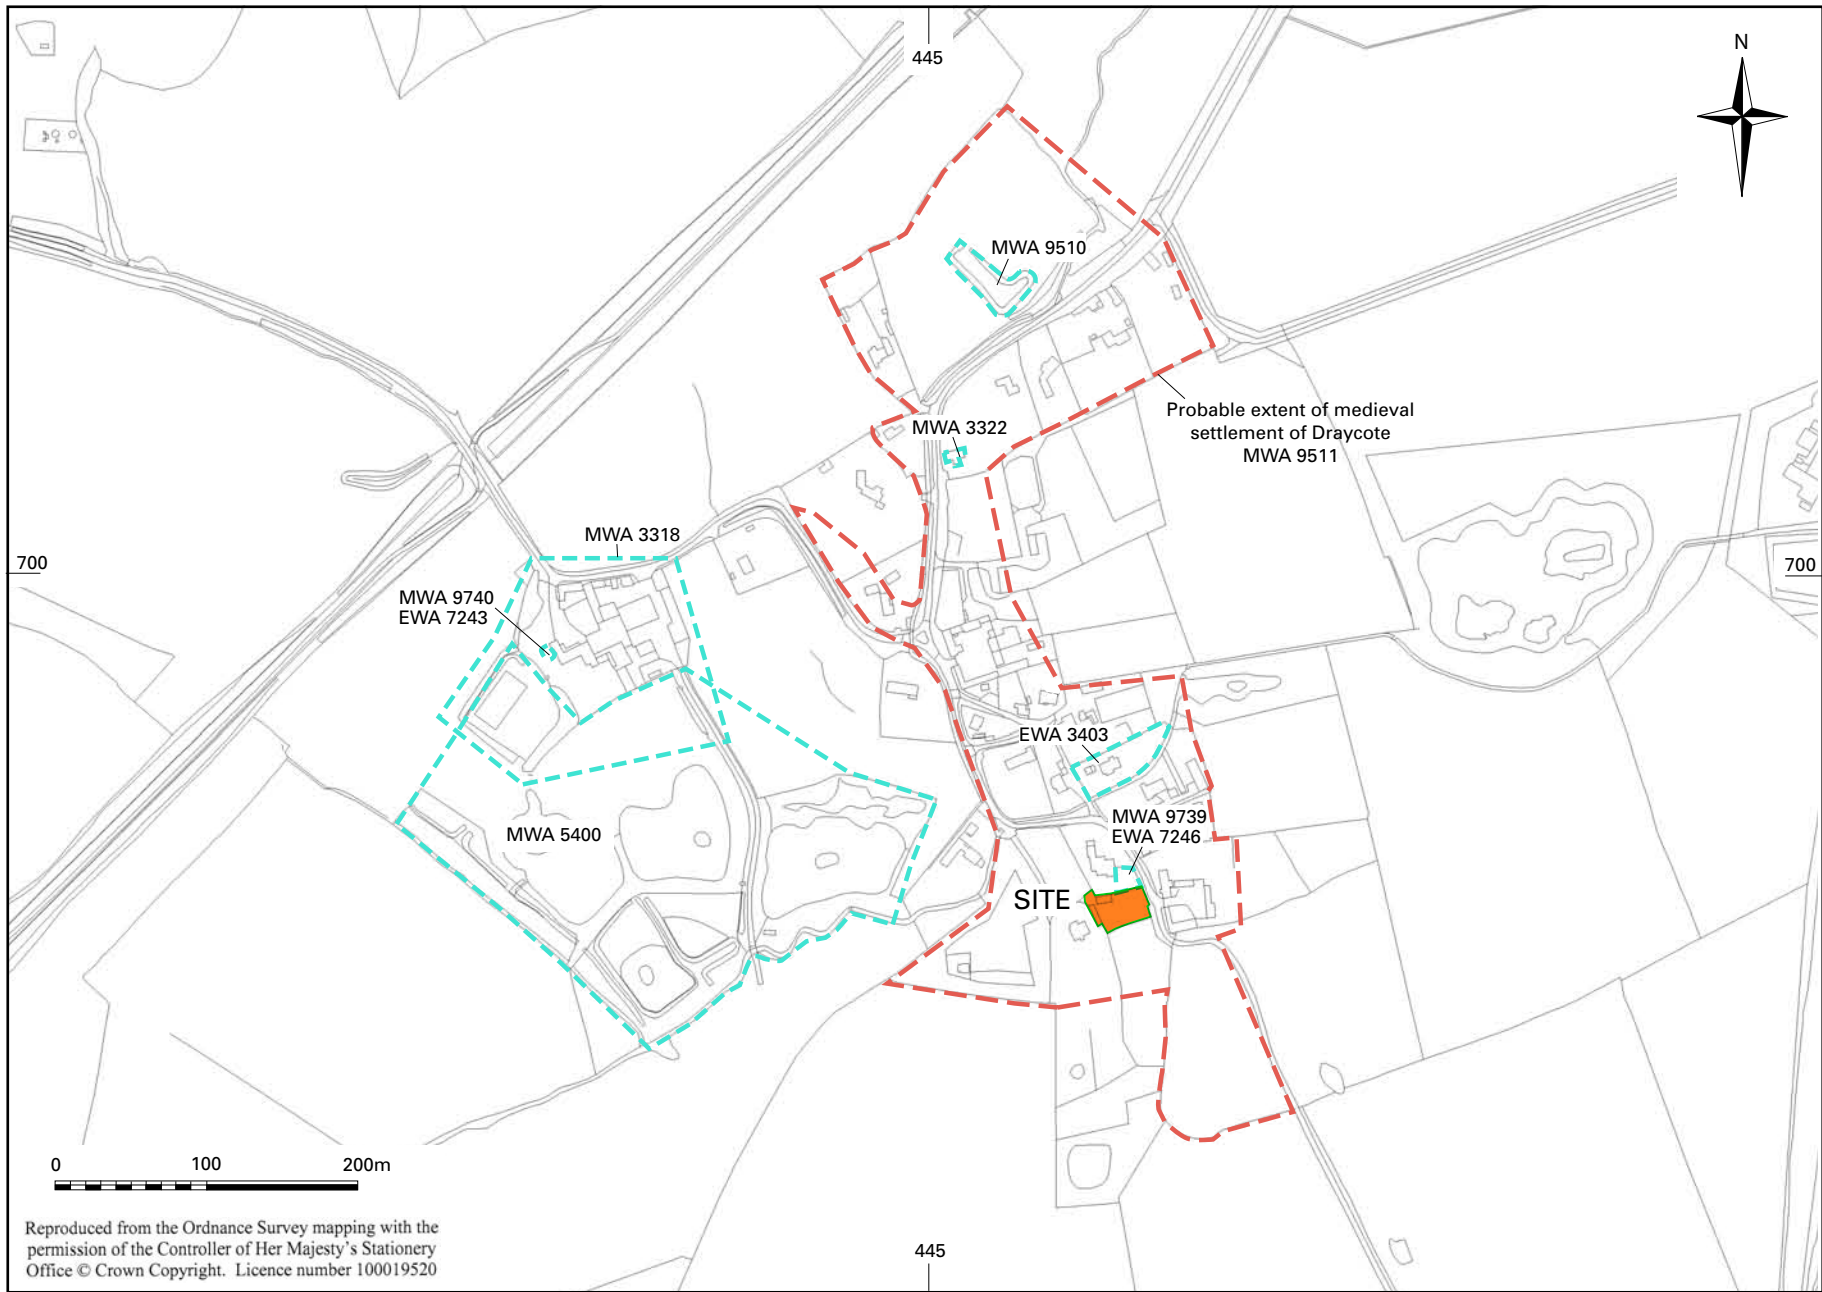 445
N
MWA 9510
Probable extent of medieval
settlement of Draycote
MWA 9511
MWA 3322
MWA 3318
700
700
MWA 9740
EWA 7243
EWA 3403
MWA 9739
EWA 7246
MWA 5400
SITE
0 100 200m
445
Reproduced from the Ordnance Survey mapping with the
permission of the Controller of Her Majesty's Stationery
Office © Crown Copyright. Licence number 100019520